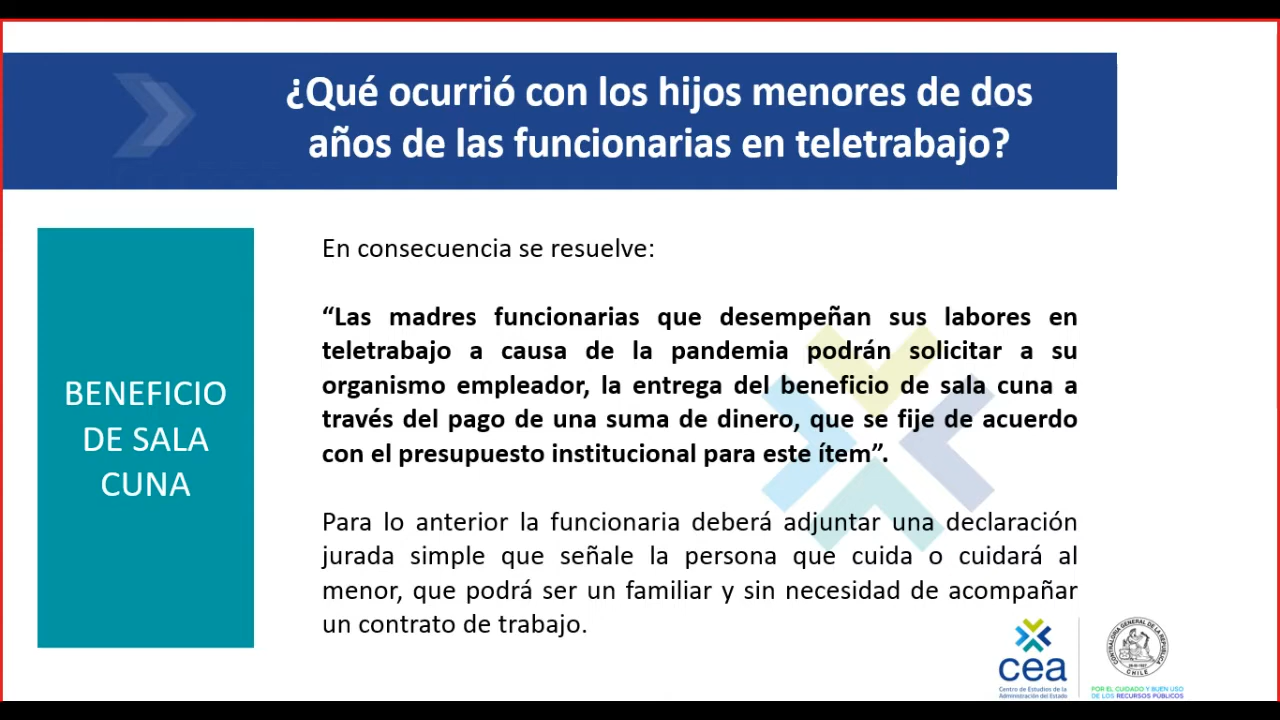 ¿Qué ocurrió con los hijos menores de dos
años de las funcionarias en teletrabajo?
BENEFICIO
DE SALA
CUNA
En consecuencia se resuelve:
“Las madres funcionarias que desempeñan sus labores en
teletrabajo a causa de la pandemia podrán solicitar a su
organismo empleador, la entrega del beneficio de sala cuna a
través del pago de una suma de dinero, que se fije de acuerdo
con el presupuesto institucional para este ítem”.
Para lo anterior la funcionaria deberá adjuntar una declaración
jurada simple que señale la persona que cuida o cuidará al
menor, que podrá ser un familiar y sin necesidad de acompañar
un contrato de trabajo.
cea
Centro de Estudios de la
Administración del Estado
CONTRALORÍA GENERAL DE LA REPÚBLICA
CHILE
POR EL CUIDADO Y BUEN USO
DE LOS RECURSOS PÚBLICOS